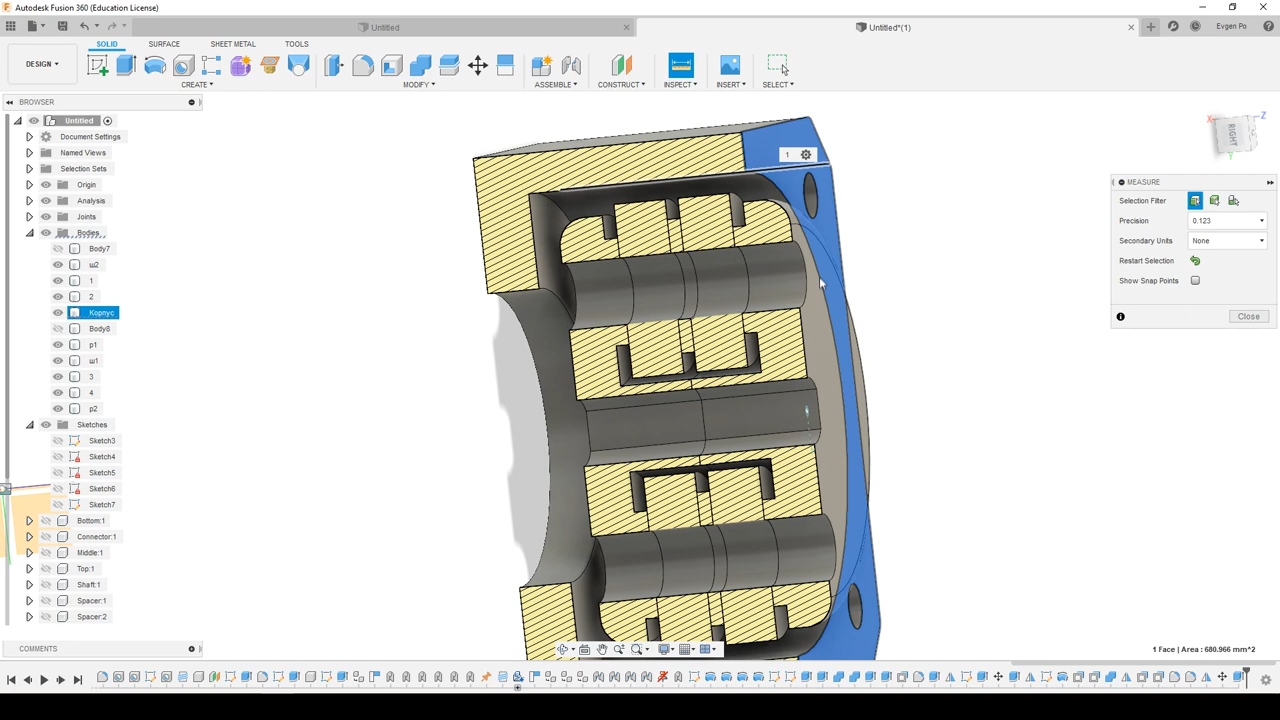 Autodesk Fusion 360 (Education License)
Untitled
Untitled*(1)
Evgen Po
DESIGN
SOLID
SURFACE
SHEET METAL
TOOLS
CREATE
MODIFY
ASSEMBLE
CONSTRUCT
INSPECT
INSERT
SELECT
BROWSER
Untitled
Document Settings
Named Views
Selection Sets
Origin
Analysis
Joints
Bodies
Body7
ш2
1
2
Корпус
Body8
p1
ш1
3
4
p2
Sketches
Sketch3
Sketch4
Sketch5
Sketch6
Sketch7
Bottom:1
Connector:1
Middle:1
Top:1
Shaft:1
Spacer:1
Spacer:2
COMMENTS
1
X
Z
Y
RIGHT
MEASURE
Selection Filter
Precision
0.123
Secondary Units
None
Restart Selection
Show Snap Points
Close
1 Face | Area : 680.966 mm^2